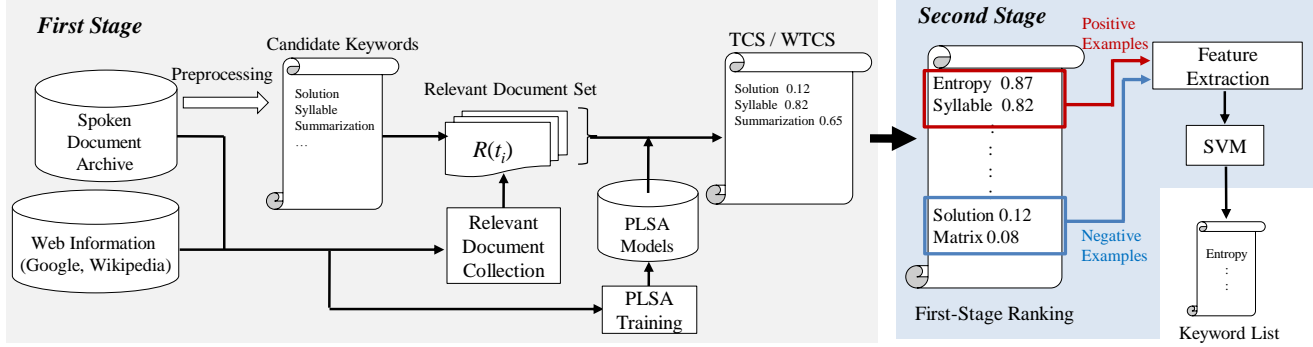 First Stage
Candidate Keywords
Preprocessing
Solution
Syllable
Summarization
…
Spoken
Document
Archive
Web Information
(Google, Wikipedia)
Relevant Document Set
R(ti)
Relevant
Document
Collection
PLSA
Models
PLSA
Training
TCS / WTCS
Solution 0.12
Syllable 0.82
Summarization 0.65
Second Stage
Positive
Examples
Entropy 0.87
Syllable 0.82
Solution 0.12
Matrix 0.08
Negative
Examples
First-Stage Ranking
Feature
Extraction
SVM
Entropy
Keyword List